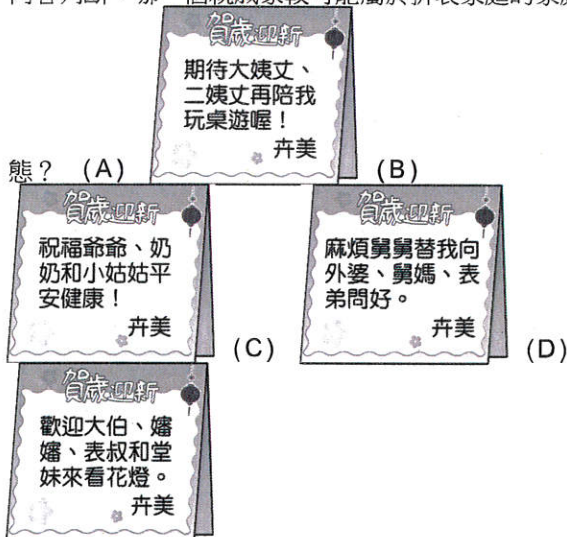 賀歲迎新
期待大姨丈、
二姨丈再陪我
玩桌遊喔！
卉美
態？ (A) (B)
賀歲迎新
祝福爺爺、奶
奶和小姑姑平
安健康！
卉美
(C)
賀歲迎新
麻煩舅舅替我向
外婆、舅媽、表
弟問好。
卉美
(D)
賀歲迎新
歡迎大伯、嬸
嬸、表叔和堂
妹來看花燈。
卉美